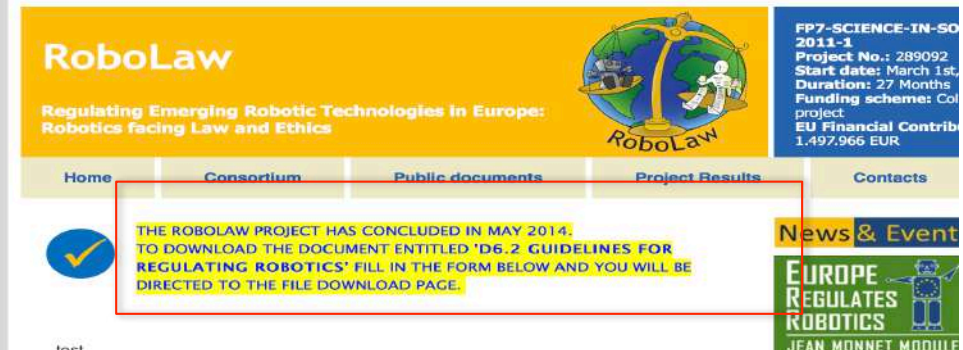 RoboLaw
Regulating Emerging Robotic Technologies in Europe:
Robotics facing Law and Ethics
RoboLaw
FP7-SCIENCE-IN-SO
2011-1
Project No.: 289092
Start date: March 1st,
Duration: 27 Months
Funding scheme: Col
project
EU Financial Contrib
1.497.966 EUR
Home Consortium Public documents Project Results Contacts
THE ROBOLAW PROJECT HAS CONCLUDED IN MAY 2014.
TO DOWNLOAD THE DOCUMENT ENTITLED 'D6.2 GUIDELINES FOR
REGULATING ROBOTICS' FILL IN THE FORM BELOW AND YOU WILL BE
DIRECTED TO THE FILE DOWNLOAD PAGE.
News & Event
EUROPE
REGULATES
ROBOTICS
JEAN MONNET MODULE